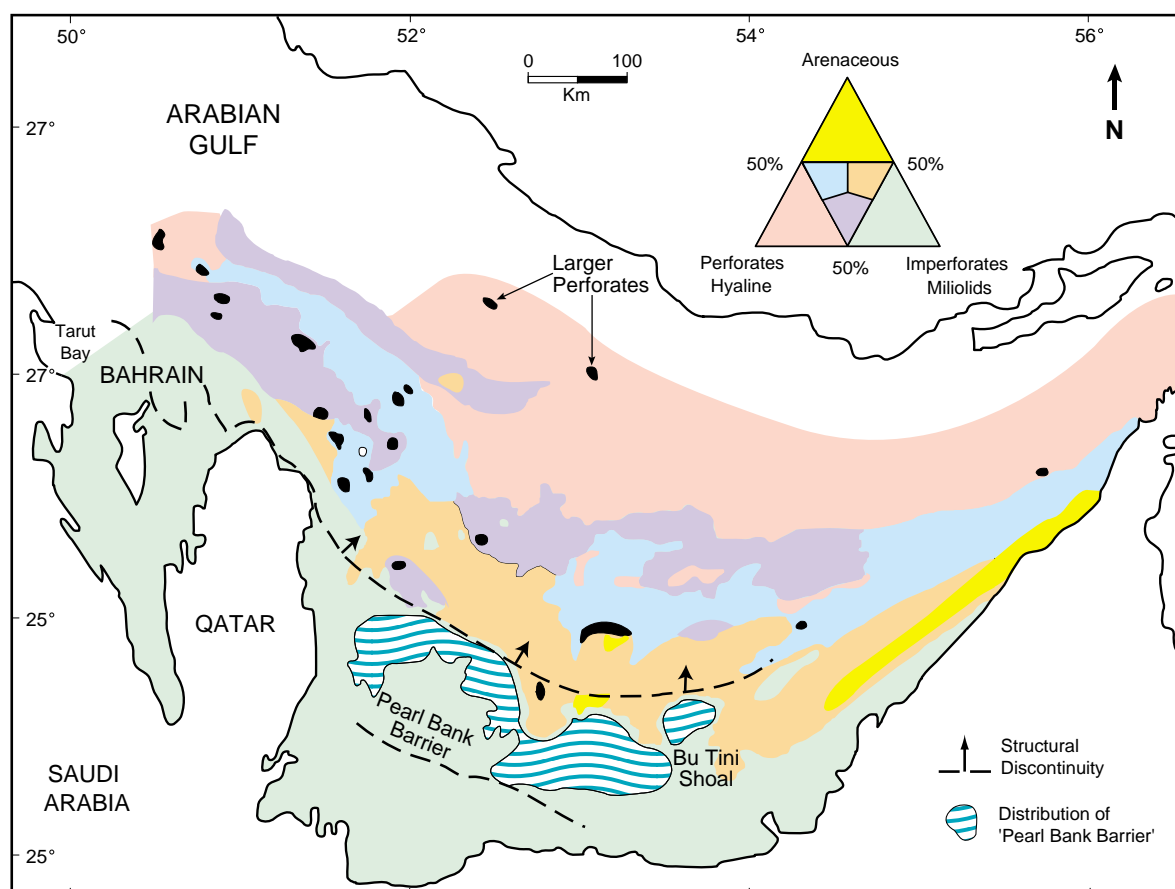 50°
52°
54°
56°
0
100
Km
Arenaceous
N
ARABIAN
GULF
27°
50%
50%
Perforates
Hyaline
50%
Imperforates
Miliolids
Larger
Perforates
Tarut
Bay
27°
BAHRAIN
25°
QATAR
Pearl Bank
Barrier
Bu Tini
Shoal
SAUDI
ARABIA
Structural
Discontinuity
Distribution of
'Pearl Bank Barrier'
25°